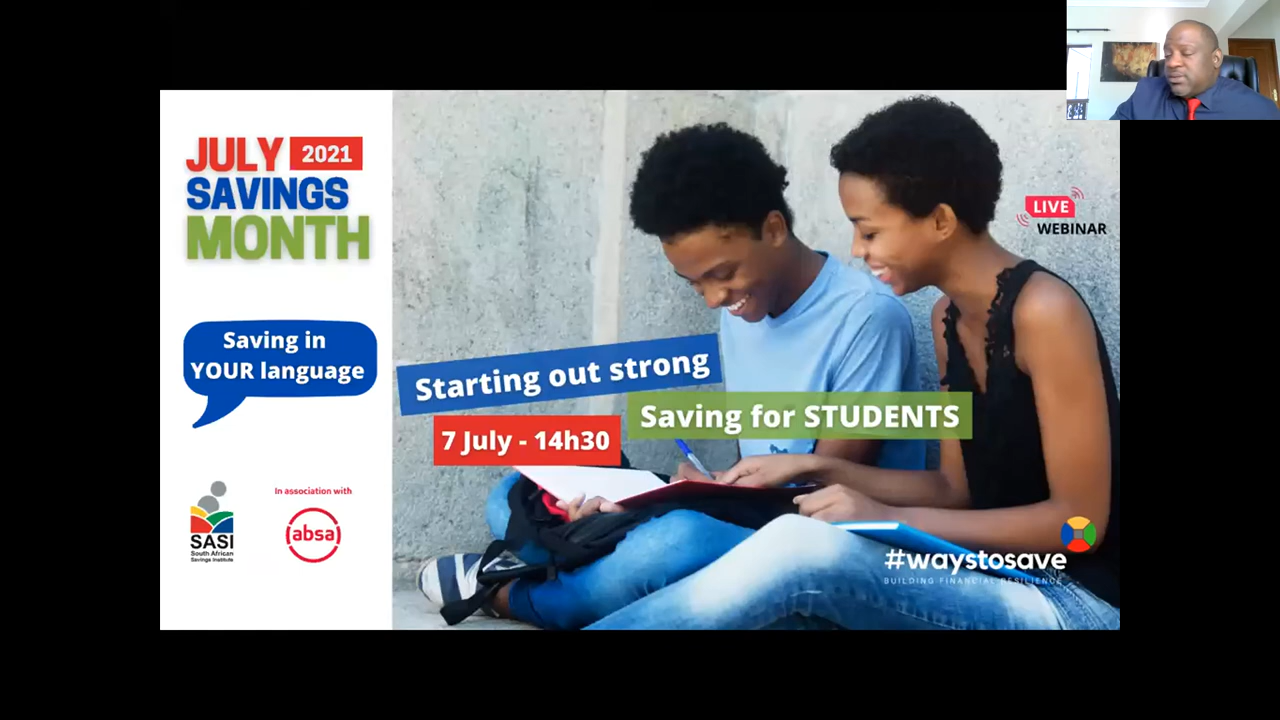 JULY 2021
SAVINGS
MONTH
Saving in
YOUR language
SASI
South African
Savings Institute
In association with
absa
LIVE
WEBINAR
Starting out strong
Saving for STUDENTS
7 July - 14h30
#waystosave
BUILDING FINANCIAL RESILIENCE